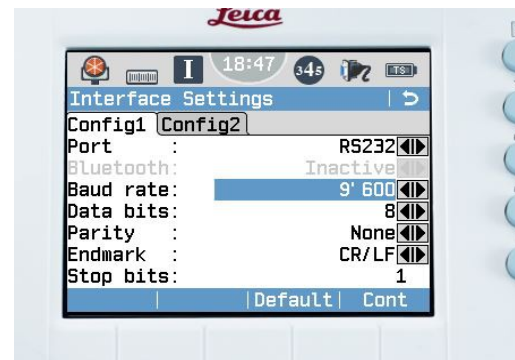 Leica
I 18:47 345 TS
Interface Settings
Config1 Config2
Port : RS232
Bluetooth: Inactive
Baud rate: 9'600
Data bits: 8
Parity : None
Endmark : CR/LF
Stop bits: 1
Default Cont